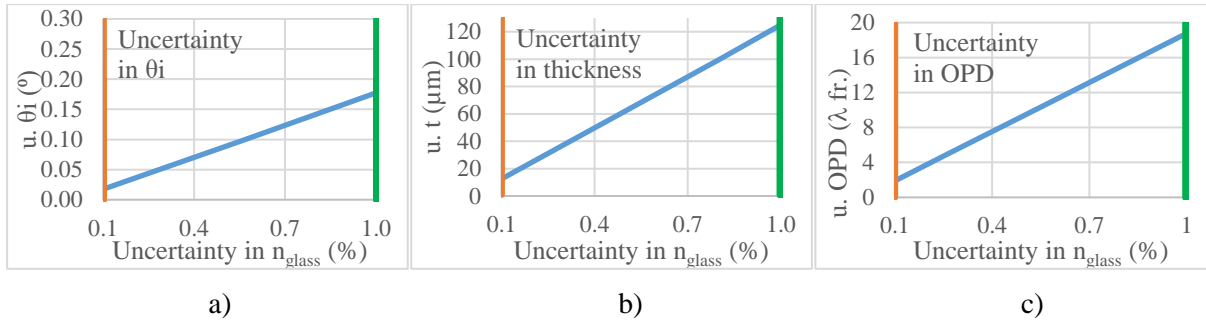 0.30
0.25
0.20
0.15
0.10
0.05
0.00
u. θi (º)
Uncertainty
in θi
0.1
0.4
0.7
1.0
Uncertainty in nglass (%)
a)
120
100
80
60
40
20
0
u. t (μm)
Uncertainty
in thickness
0.1
0.4
0.7
1.0
Uncertainty in nglass (%)
b)
20
16
12
8
4
0
u. OPD (λ fr.)
Uncertainty
in OPD
0.1
0.4
0.7
1
Uncertainty in nglass (%)
c)